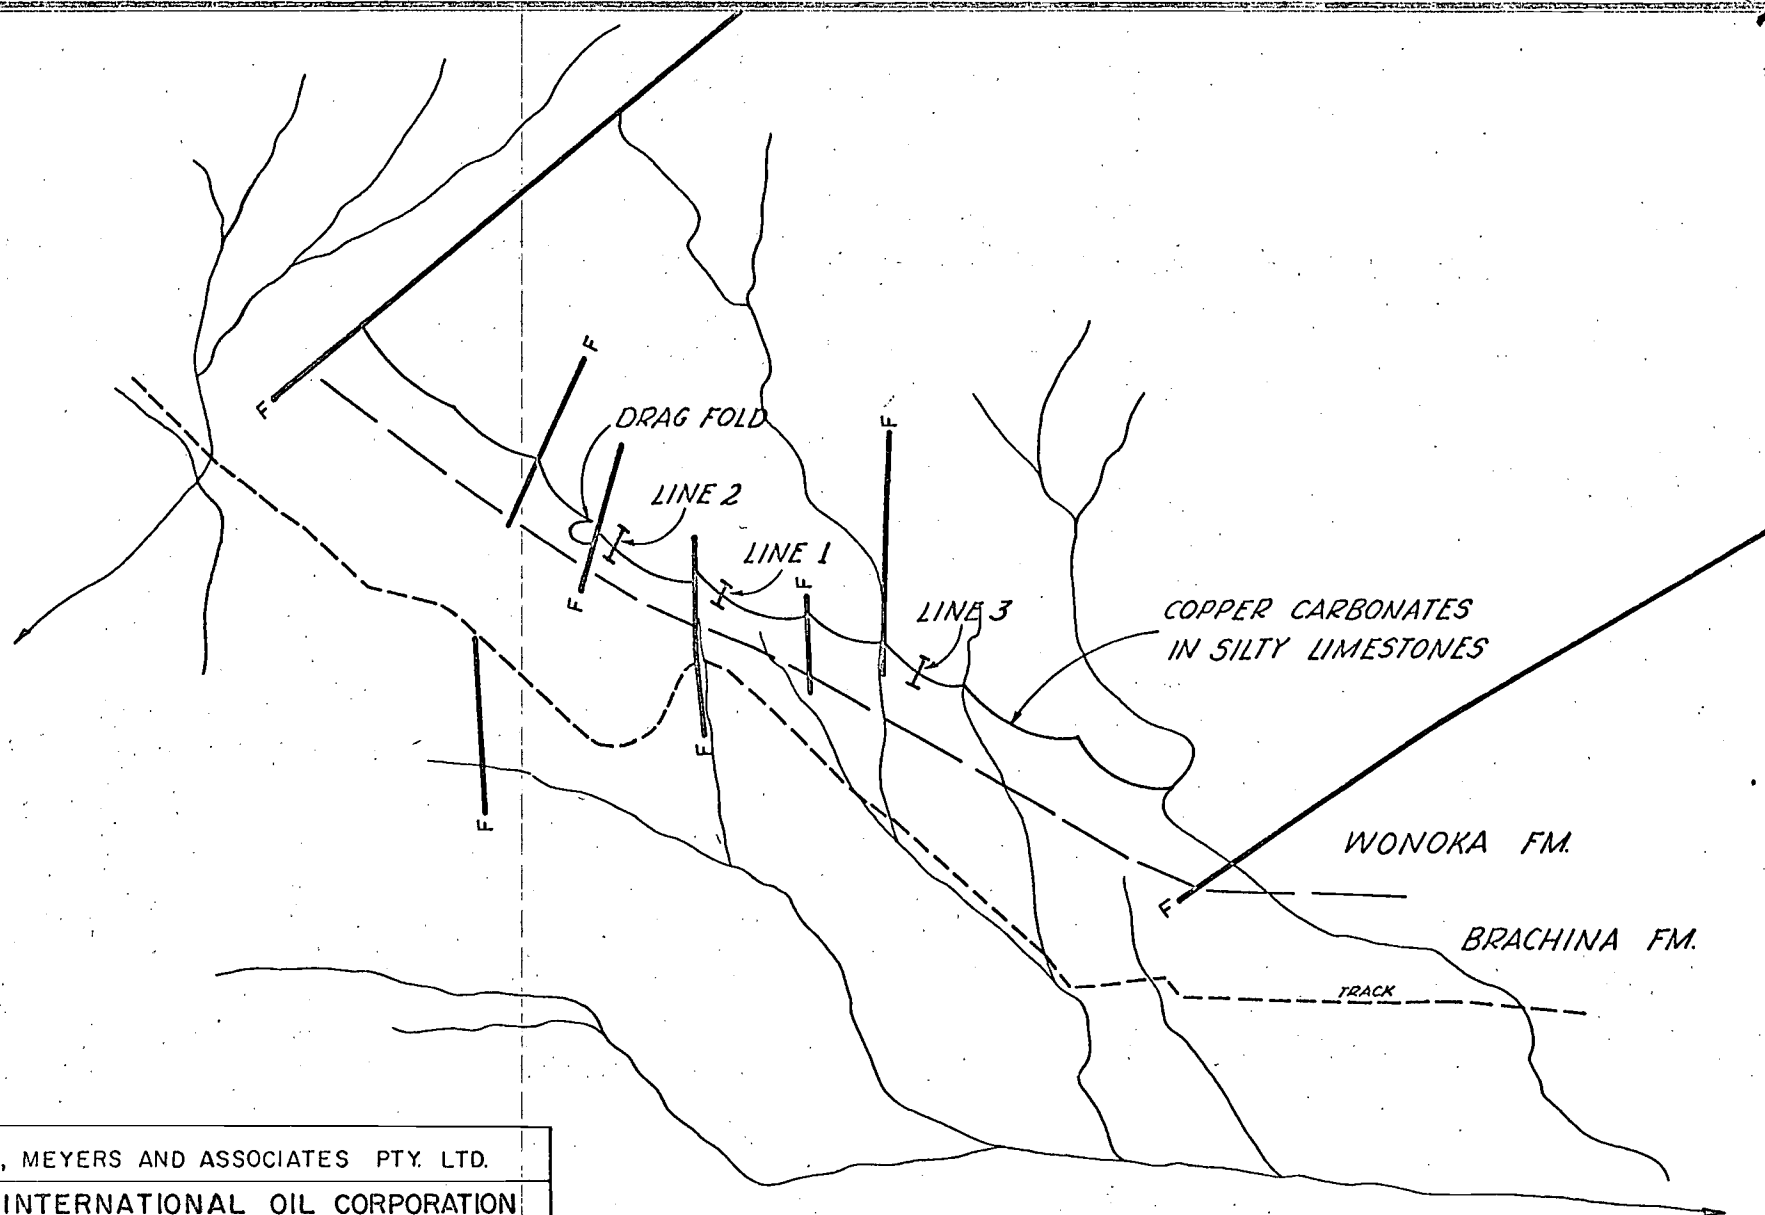 F
F
DRAG FOLD
F
LINE 2
LINE 1
F
F
LINE 3
COPPER CARBONATES
IN SILTY LIMESTONES
F
F
F
WONOKA FM.
F
BRACHINA FM.
TRACK
, MEYERS AND ASSOCIATES PTY. LTD.
INTERNATIONAL OIL CORPORATION